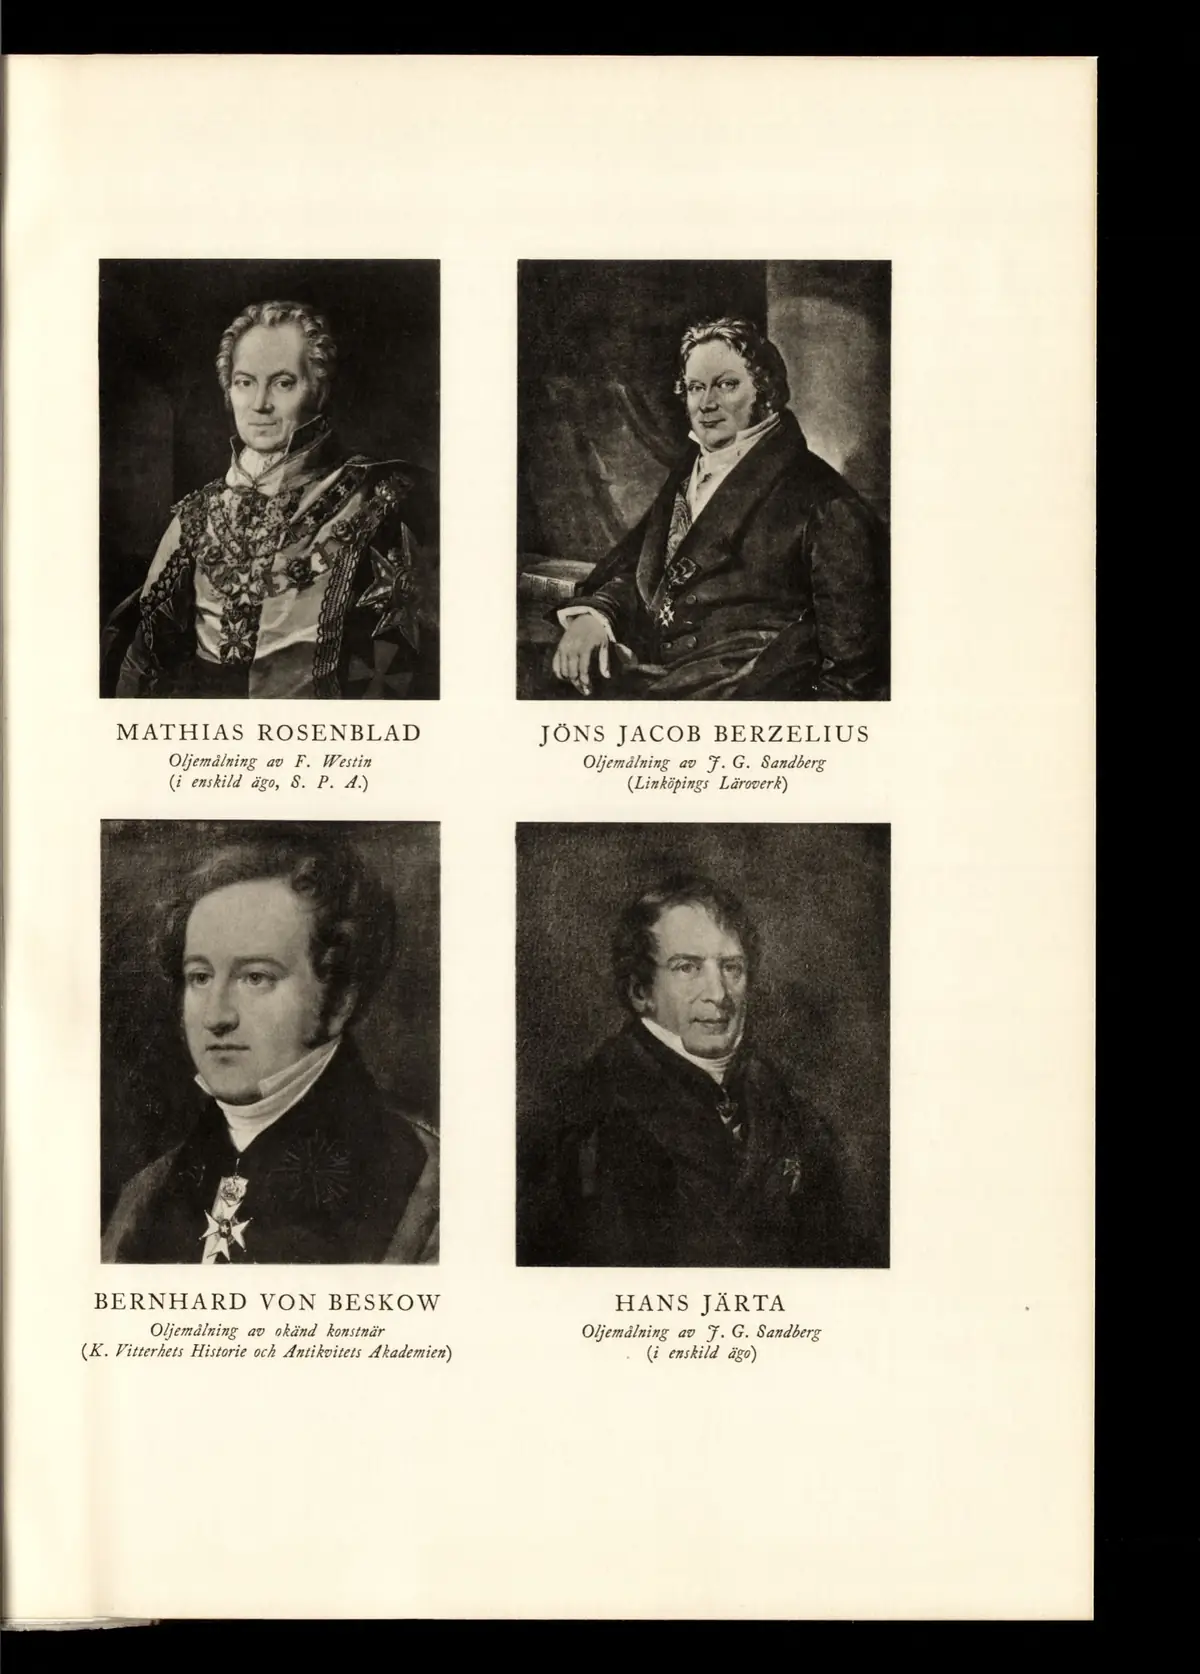 MATHIAS ROSENBLAD
Oljemålning av F. Westin
(i enskild ägo, S. P. A.)
JÖNS JACOB BERZELIUS
Oljemålning av J. G. Sandberg
(Linköpings Läroverk)
BERNHARD VON BESKOW
Oljemålning av okänd konstnär
(K. Vitterhets Historie och Antikvitets Akademien)
HANS JÄRTA
Oljemålning av J. G. Sandberg
(i enskild ägo)